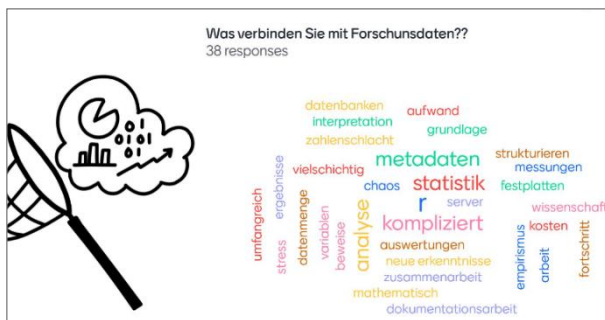 Was verbinden Sie mit Forschunsdaten??
38 responses
datenbanken
aufwand
interpretation
grundlage
zahlenschlacht
metadaten
strukturieren
messungen
vielschichtig
chaos
statistik
festplatten
ergebnisse
umfangreich
r
server
wissenschaft
stress
datenmenge
variablen
beweise
analyse
kompliziert
kosten
auswertungen
empirismus
arbeit
fortschritt
neue erkenntnisse
zusammenarbeit
mathematisch
dokumentationsarbeit